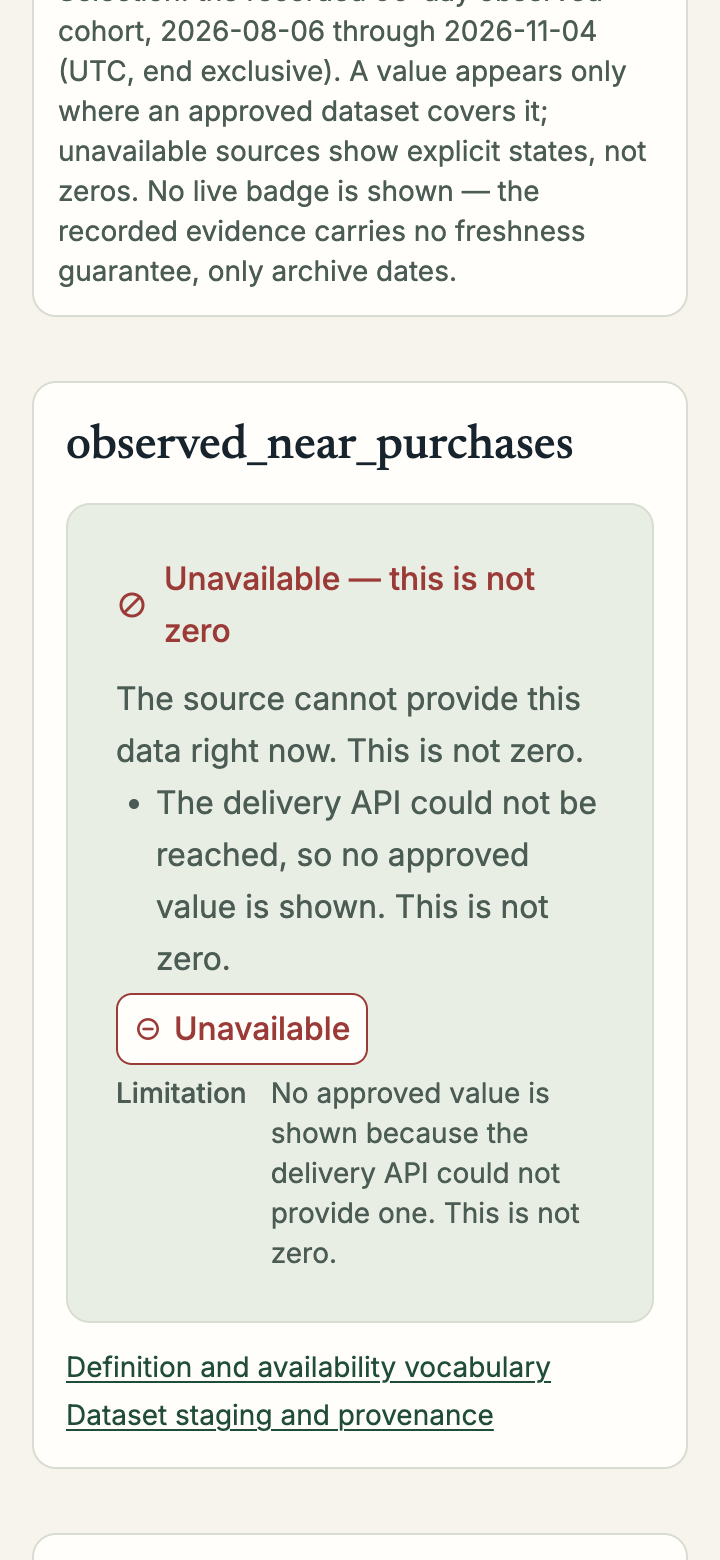 cohort, 2026-08-06 through 2026-11-04
(UTC, end exclusive). A value appears only
where an approved dataset covers it;
unavailable sources show explicit states, not
zeros. No live badge is shown — the
recorded evidence carries no freshness
guarantee, only archive dates.
observed_near_purchases
Unavailable — this is not
zero
The source cannot provide this
data right now. This is not zero.
• The delivery API could not be
reached, so no approved
value is shown. This is not
zero.
Unavailable
Limitation No approved value is
shown because the
delivery API could not
provide one. This is not
zero.
Definition and availability vocabulary
Dataset staging and provenance